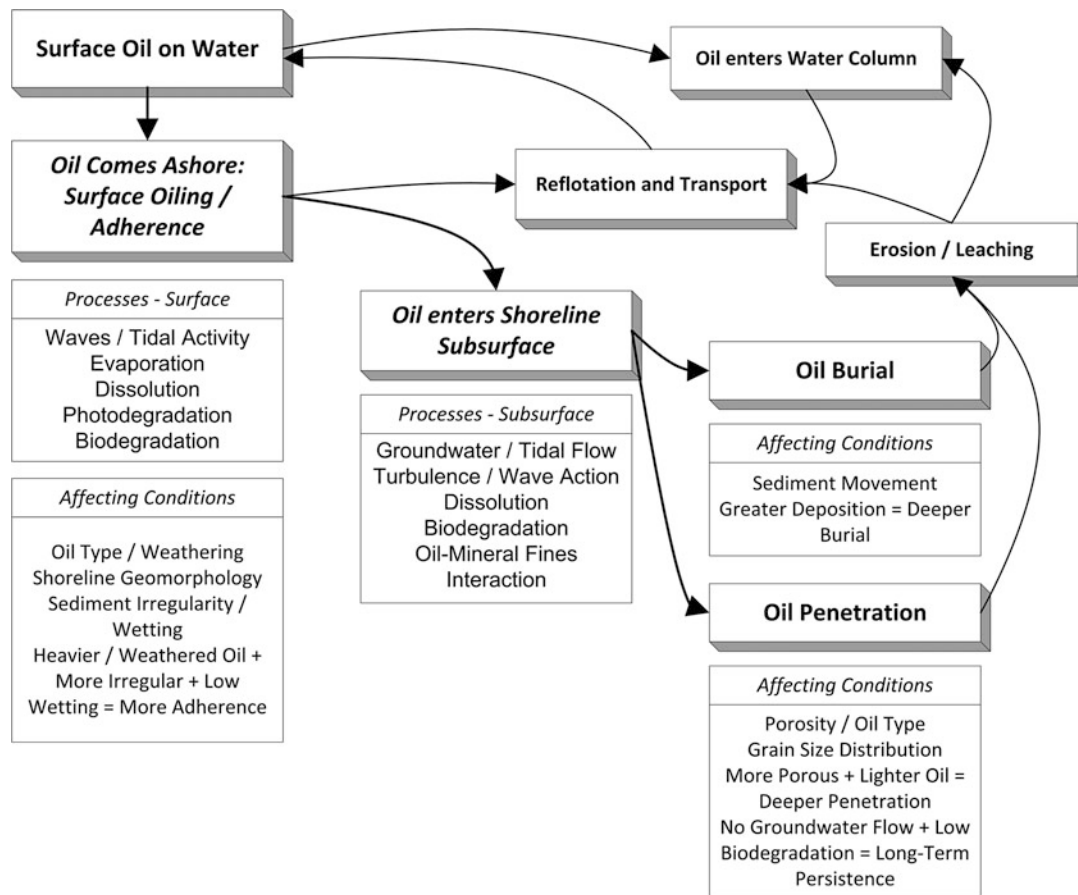 Surface Oil on Water
Oil enters Water Column
Oil Comes Ashore:
Surface Oiling /
Adherence
Reflotation and Transport
Erosion / Leaching
Processes - Surface
Waves / Tidal Activity
Evaporation
Dissolution
Photodegradation
Biodegradation
Oil enters Shoreline
Subsurface
Oil Burial
Processes - Subsurface
Groundwater / Tidal Flow
Turbulence / Wave Action
Dissolution
Biodegradation
Oil-Mineral Fines
Interaction
Affecting Conditions
Sediment Movement
Greater Deposition = Deeper
Burial
Affecting Conditions
Oil Type / Weathering
Shoreline Geomorphology
Sediment Irregularity /
Wetting
Heavier / Weathered Oil +
More Irregular + Low
Wetting = More Adherence
Oil Penetration
Affecting Conditions
Porosity / Oil Type
Grain Size Distribution
More Porous + Lighter Oil =
Deeper Penetration
No Groundwater Flow + Low
Biodegradation = Long-Term
Persistence